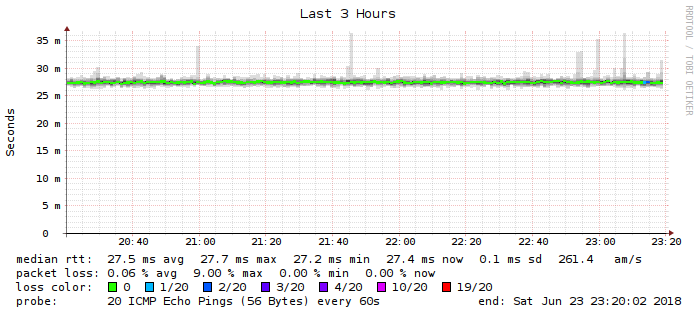 Last 3 Hours
RRDTOOL / TOBI OETIKER
Seconds
35 m
30 m
25 m
20 m
15 m
10 m
5 m
0
20:40 21:00 21:20 21:40 22:00 22:20 22:40 23:00 23:20
median rtt: 27.5 ms avg 27.7 ms max 27.2 ms min 27.4 ms now 0.1 ms sd 261.4 am/s
packet loss: 0.06 % avg 9.00 % max 0.00 % min 0.00 % now
loss color: 0 1/20 2/20 3/20 4/20 10/20 19/20
probe: 20 ICMP Echo Pings (56 Bytes) every 60s end: Sat Jun 23 23:20:02 2018